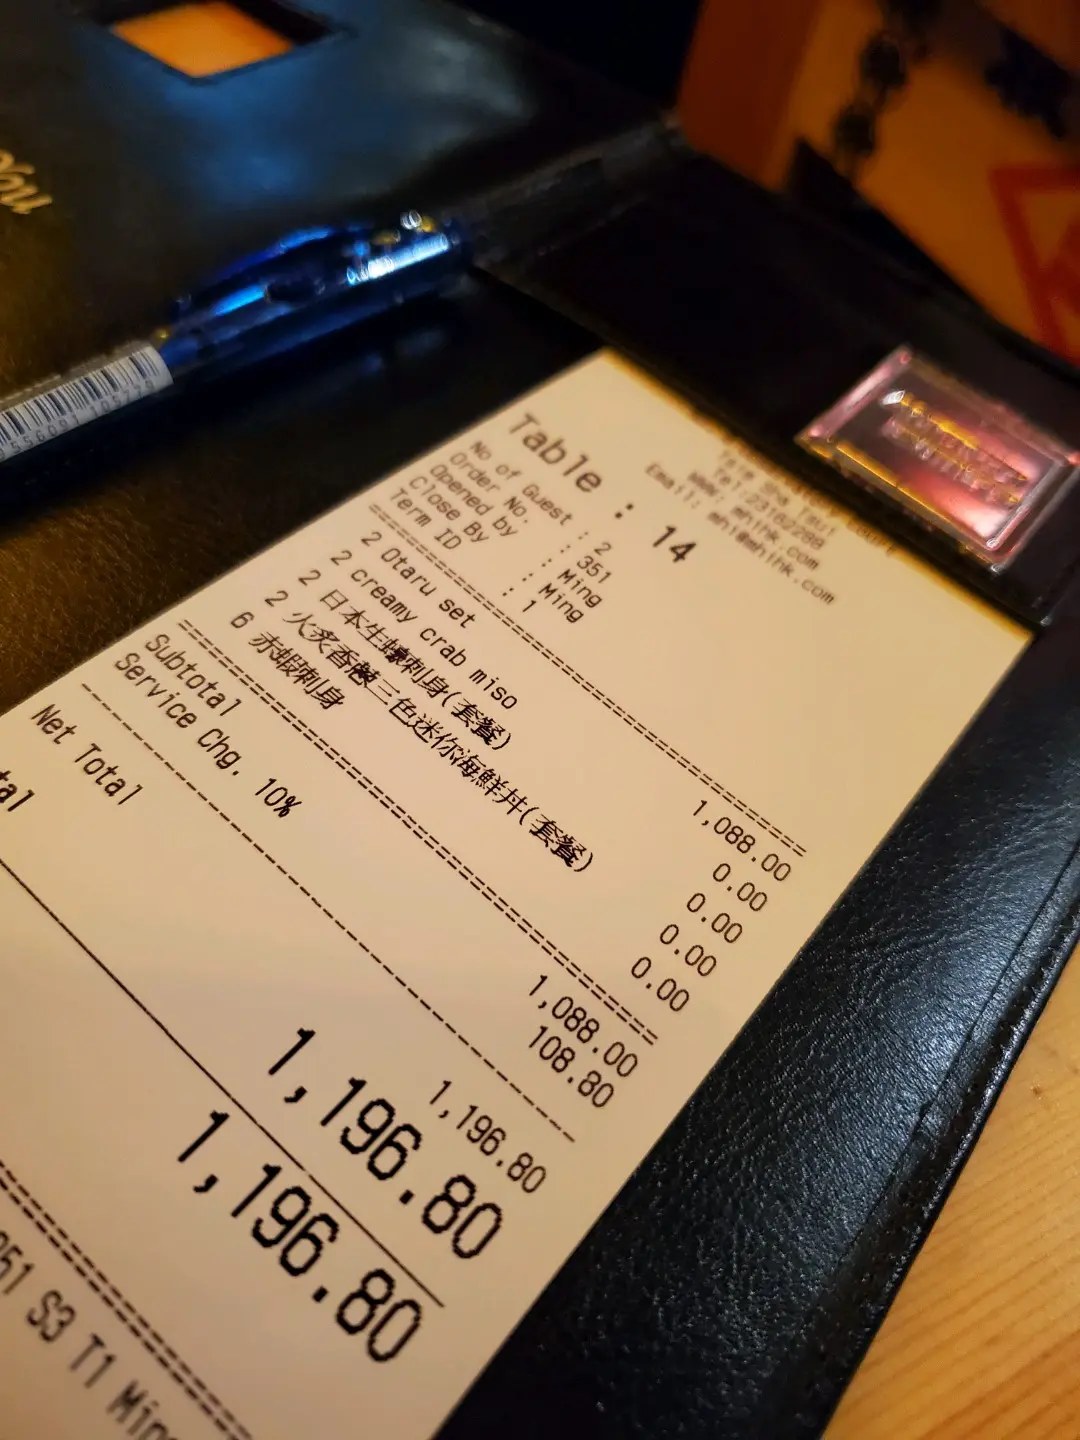 You
Tsim Sha Tsui
Tel:23162288
WWW: mhihk.com
Email: mhi@mhihk.com
Table : 14
No of Guest : 2
Order No. : 351
Opened by : Ming
Close By : Ming
Term ID : 1
2 Otaru set 1,088.00
2 creamy crab miso 0.00
2 日本生蠔刺身(套餐) 0.00
2 火炙香蔥三色迷你海鮮丼(套餐) 0.00
6 赤蝦刺身 0.00
Subtotal 1,088.00
Service Chg. 10% 108.80
Net Total 1,196.80
tal 1,196.80
1,196.80
351 S3 T1 Ming